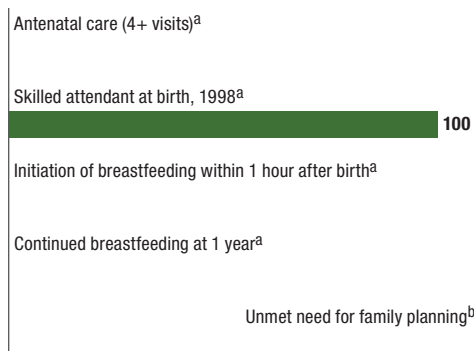 Antenatal care (4+ visits)a
Skilled attendant at birth, 1998a
100
Initiation of breastfeeding within 1 hour after birtha
Continued breastfeeding at 1 yeara
Unmet need for family planningb